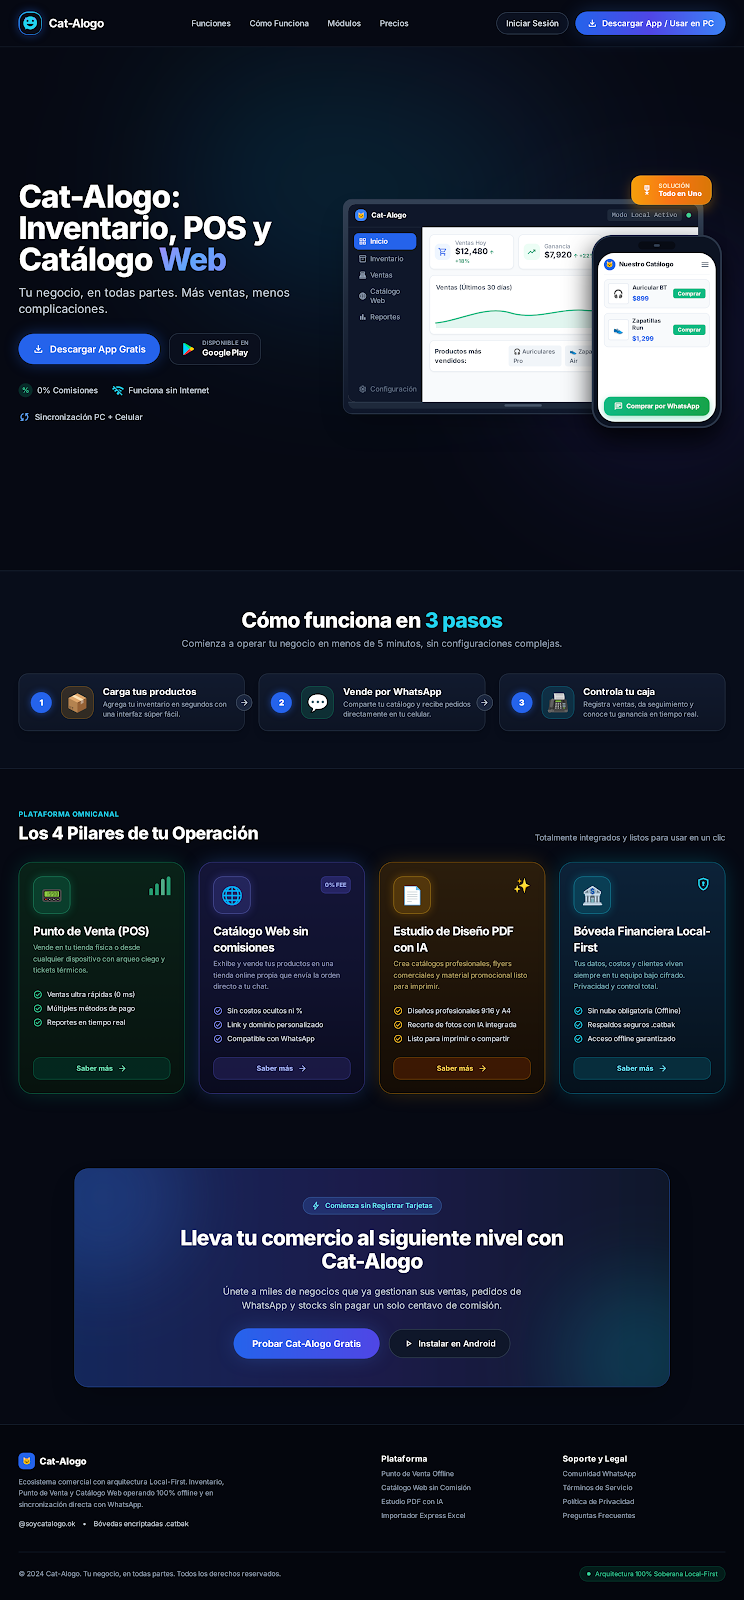 Cat-Alogo
Funciones
Cómo Funciona
Módulos
Precios
Iniciar Sesión
Descargar App / Usar en PC
Cat-Alogo:
Inventario, POS y
Catálogo Web
Tu negocio, en todas partes. Más ventas, menos
complicaciones.
Descargar App Gratis
DISPONIBLE EN
Google Play
% 0% Comisiones
Funciona sin Internet
Sincronización PC + Celular
SOLUCIÓN
Todo en Uno
Cat-Alogo
Modo Local Activo
Inicio
Inventario
Ventas
Catálogo
Web
Reportes
Configuración
Ventas Hoy
$12,480 ↑
+18%
Ganancia
$7,920 ↑ +22%
Ventas (Últimos 30 días)
Productos más
vendidos:
Auriculares
Pro
Zapa
Air
Nuestro Catálogo
Auricular BT
$899
Comprar
Zapatillas
Run
$1,299
Comprar
Comprar por WhatsApp
Cómo funciona en 3 pasos
Comienza a operar tu negocio en menos de 5 minutos, sin configuraciones complejas.
1
Carga tus productos
Agrega tu inventario en segundos con
una interfaz súper fácil.
2
Vende por WhatsApp
Comparte tu catálogo y recibe pedidos
directamente en tu celular.
3
Controla tu caja
Registra ventas, da seguimiento y
conoce tu ganancia en tiempo real.
PLATAFORMA OMNICANAL
Los 4 Pilares de tu Operación
Totalmente integrados y listos para usar en un clic
Punto de Venta (POS)
Vende en tu tienda física o desde
cualquier dispositivo con arqueo ciego y
tickets térmicos.
Ventas ultra rápidas (0 ms)
Múltiples métodos de pago
Reportes en tiempo real
Saber más
0% FEE
Catálogo Web sin
comisiones
Exhibe y vende tus productos en una
tienda online propia que envía la orden
directo a tu chat.
Sin costos ocultos ni %
Link y dominio personalizado
Compatible con WhatsApp
Saber más
Estudio de Diseño PDF
con IA
Crea catálogos profesionales, flyers
comerciales y material promocional listo
para imprimir.
Diseños profesionales 9:16 y A4
Recorte de fotos con IA integrada
Listo para imprimir o compartir
Saber más
Bóveda Financiera Local-
First
Tus datos, costos y clientes viven
siempre en tu equipo bajo cifrado.
Privacidad y control total.
Sin nube obligatoria (Offline)
Respaldos seguros .catbak
Acceso offline garantizado
Saber más
Comienza sin Registrar Tarjetas
Lleva tu comercio al siguiente nivel con
Cat-Alogo
Únete a miles de negocios que ya gestionan sus ventas, pedidos de
WhatsApp y stocks sin pagar un solo centavo de comisión.
Probar Cat-Alogo Gratis
Instalar en Android
Cat-Alogo
Ecosistema comercial con arquitectura Local-First. Inventario,
Punto de Venta y Catálogo Web operando 100% offline y en
sincronización directa con WhatsApp.
@soycatalogo.ok • Bóvedas encriptadas .catbak
Plataforma
Punto de Venta Offline
Catálogo Web sin Comisión
Estudio PDF con IA
Importador Express Excel
Soporte y Legal
Comunidad WhatsApp
Términos de Servicio
Política de Privacidad
Preguntas Frecuentes
© 2024 Cat-Alogo. Tu negocio, en todas partes. Todos los derechos reservados.
Arquitectura 100% Soberana Local-First